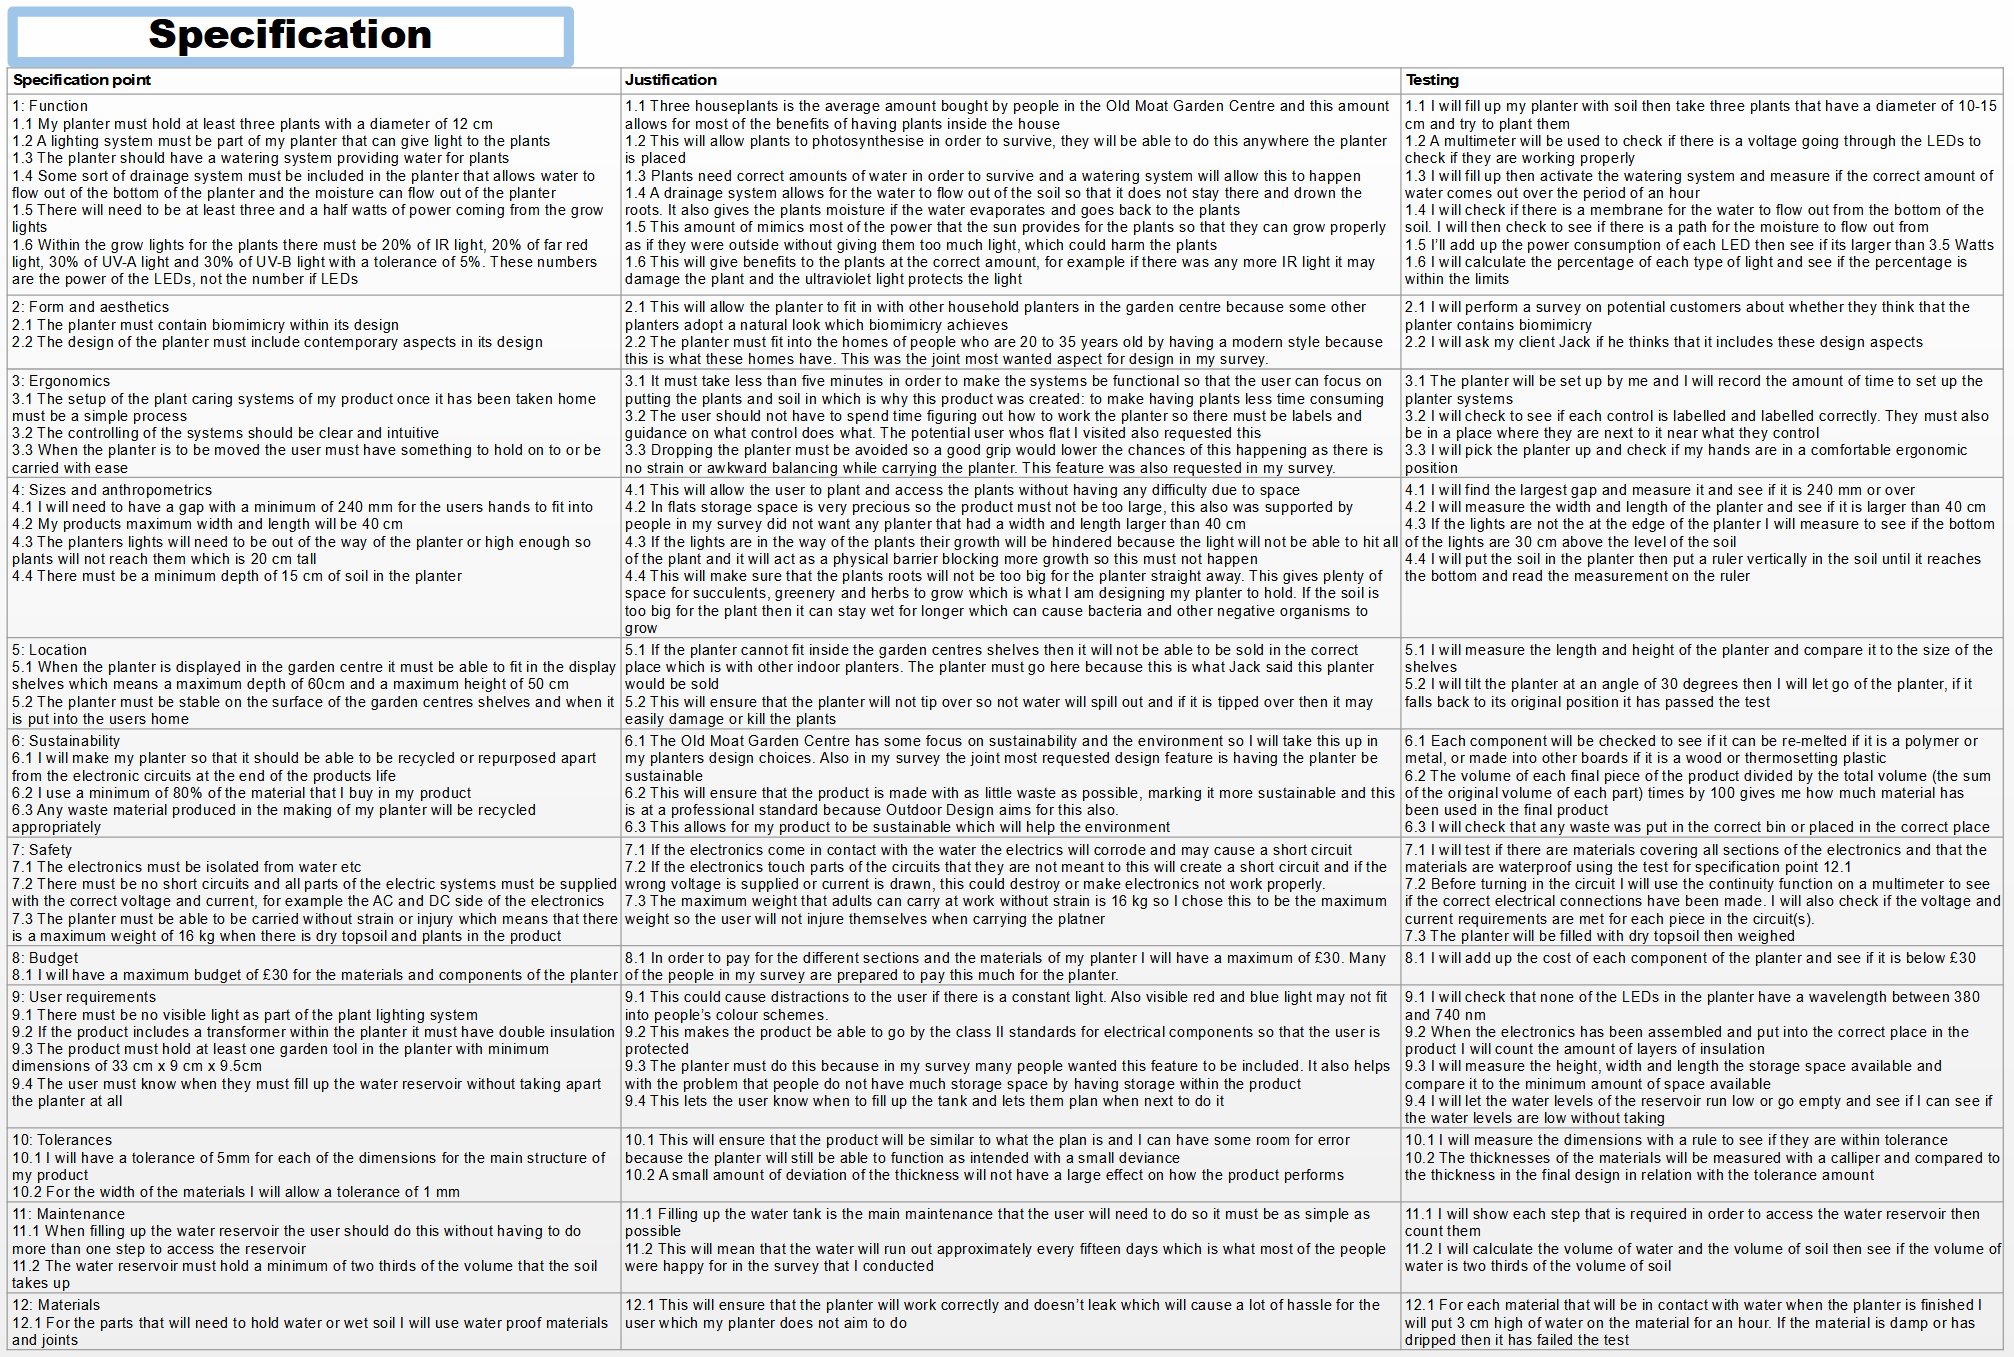 Specification
Specification point
Justification
Testing
1: Function
1.1 My planter must hold at least three plants with a diameter of 12 cm
1.2 A lighting system must be part of my planter that can give light to the plants
1.3 The planter should have a watering system providing water for plants
1.4 Some sort of drainage system must be included in the planter that allows water to
flow out of the bottom of the planter and the moisture can flow out of the planter
1.5 There will need to be at least three and a half watts of power coming from the grow
lights
1.6 Within the grow lights for the plants there must be 20% of IR light, 20% of far red
light, 30% of UV-A light and 30% of UV-B light with a tolerance of 5%. These numbers
are the power of the LEDs, not the number if LEDs
1.1 Three houseplants is the average amount bought by people in the Old Moat Garden Centre and this amount
allows for most of the benefits of having plants inside the house
1.2 This will allow plants to photosynthesise in order to survive, they will be able to do this anywhere the planter
is placed
1.3 Plants need correct amounts of water in order to survive and a watering system will allow this to happen
1.4 A drainage system allows for the water to flow out of the soil so that it does not stay there and drown the
roots. It also gives the plants moisture if the water evaporates and goes back to the plants
1.5 This amount of mimics most of the power that the sun provides for the plants so that they can grow properly
as if they were outside without giving them too much light, which could harm the plants
1.6 This will give benefits to the plants at the correct amount, for example if there was any more IR light it may
damage the plant and the ultraviolet light protects the light
1.1 I will fill up my planter with soil then take three plants that have a diameter of 10-15
cm and try to plant them
1.2 A multimeter will be used to check if there is a voltage going through the LEDs to
check if they are working properly
1.3 I will fill up then activate the watering system and measure if the correct amount of
water comes out over the period of an hour
1.4 I will check if there is a membrane for the water to flow out from the bottom of the
soil. I will then check to see if there is a path for the moisture to flow out from
1.5 I'll add up the power consumption of each LED then see if its larger than 3.5 Watts
1.6 I will calculate the percentage of each type of light and see if the percentage is
within the limits
2: Form and aesthetics
2.1 The planter must contain biomimicry within its design
2.2 The design of the planter must include contemporary aspects in its design
2.1 This will allow the planter to fit in with other household planters in the garden centre because some other
planters adopt a natural look which biomimicry achieves
2.2 The planter must fit into the homes of people who are 20 to 35 years old by having a modern style because
this is what these homes have. This was the joint most wanted aspect for design in my survey.
2.1 I will perform a survey on potential customers about whether they think that the
planter contains biomimicry
2.2 I will ask my client Jack if he thinks that it includes these design aspects
3: Ergonomics
3.1 The setup of the plant caring systems of my product once it has been taken home
must be a simple process
3.2 The controlling of the systems should be clear and intuitive
3.3 When the planter is to be moved the user must have something to hold on to or be
carried with ease
3.1 It must take less than five minutes in order to make the systems be functional so that the user can focus on
putting the plants and soil in which is why this product was created: to make having plants less time consuming
3.2 The user should not have to spend time figuring out how to work the planter so there must be labels and
guidance on what control does what. The potential user whos flat I visited also requested this
3.3 Dropping the planter must be avoided so a good grip would lower the chances of this happening as there is
no strain or awkward balancing while carrying the planter. This feature was also requested in my survey.
3.1 The planter will be set up by me and I will record the amount of time to set up the
planter systems
3.2 I will check to see if each control is labelled and labelled correctly. They must also
be in a place where they are next to it near what they control
3.3 I will pick the planter up and check if my hands are in a comfortable ergonomic
position
4: Sizes and anthropometrics
4.1 I will need to have a gap with a minimum of 240 mm for the users hands to fit into
4.2 My products maximum width and length will be 40 cm
4.3 The planters lights will need to be out of the way of the planter or high enough so
plants will not reach them which is 20 cm tall
4.4 There must be a minimum depth of 15 cm of soil in the planter
4.1 This will allow the user to plant and access the plants without having any difficulty due to space
4.2 In flats storage space is very precious so the product must not be too large, this also was supported by
people in my survey did not want any planter that had a width and length larger than 40 cm
4.3 If the lights are in the way of the plants their growth will be hindered because the light will not be able to hit all
of the plant and it will act as a physical barrier blocking more growth so this must not happen
4.4 This will make sure that the plants roots will not be too big for the planter straight away. This gives plenty of
space for succulents, greenery and herbs to grow which is what I am designing my planter to hold. If the soil is
too big for the plant then it can stay wet for longer which can cause bacteria and other negative organisms to
grow
4.1 I will find the largest gap and measure it and see if it is 240 mm or over
4.2 I will measure the width and length of the planter and see if it is larger than 40 cm
4.3 If the lights are not the at the edge of the planter I will measure to see if the bottom
of the lights are 30 cm above the level of the soil
4.4 I will put the soil in the planter then put a ruler vertically in the soil until it reaches
the bottom and read the measurement on the ruler
5: Location
5.1 When the planter is displayed in the garden centre it must be able to fit in the display
shelves which means a maximum depth of 60cm and a maximum height of 50 cm
5.2 The planter must be stable on the surface of the garden centres shelves and when it
is put into the users home
5.1 If the planter cannot fit inside the garden centres shelves then it will not be able to be sold in the correct
place which is with other indoor planters. The planter must go here because this is what Jack said this planter
would be sold
5.2 This will ensure that the planter will not tip over so not water will spill out and if it is tipped over then it may
easily damage or kill the plants
5.1 I will measure the length and height of the planter and compare it to the size of the
shelves
5.2 I will tilt the planter at an angle of 30 degrees then I will let go of the planter, if it
falls back to its original position it has passed the test
6: Sustainability
6.1 I will make my planter so that it should be able to be recycled or repurposed apart
from the electronic circuits at the end of the products life
6.2 I use a minimum of 80% of the material that I buy in my product
6.3 Any waste material produced in the making of my planter will be recycled
appropriately
6.1 The Old Moat Garden Centre has some focus on sustainability and the environment so I will take this up in
my planters design choices. Also in my survey the joint most requested design feature is having the planter be
sustainable
6.2 This will ensure that the product is made with as little waste as possible, marking it more sustainable and this
is at a professional standard because Outdoor Design aims for this also.
6.3 This allows for my product to be sustainable which will help the environment
6.1 Each component will be checked to see if it can be re-melted if it is a polymer or
metal, or made into other boards if it is a wood or thermosetting plastic
6.2 The volume of each final piece of the product divided by the total volume (the sum
of the original volume of each part) times by 100 gives me how much material has
been used in the final product
6.3 I will check that any waste was put in the correct bin or placed in the correct place
7: Safety
7.1 The electronics must be isolated from water etc
7.2 There must be no short circuits and all parts of the electric systems must be supplied
with the correct voltage and current, for example the AC and DC side of the electronics
7.3 The planter must be able to be carried without strain or injury which means that there
is a maximum weight of 16 kg when there is dry topsoil and plants in the product
7.1 If the electronics come in contact with the water the electrics will corrode and may cause a short circuit
7.2 If the electronics touch parts of the circuits that they are not meant to this will create a short circuit and if the
wrong voltage is supplied or current is drawn, this could destroy or make electronics not work properly.
7.3 The maximum weight that adults can carry at work without strain is 16 kg so I chose this to be the maximum
weight so the user will not injure themselves when carrying the platner
7.1 I will test if there are materials covering all sections of the electronics and that the
materials are waterproof using the test for specification point 12.1
7.2 Before turning in the circuit I will use the continuity function on a multimeter to see
if the correct electrical connections have been made. I will also check if the voltage and
current requirements are met for each piece in the circuit(s).
7.3 The planter will be filled with dry topsoil then weighed
8: Budget
8.1 I will have a maximum budget of £30 for the materials and components of the planter
8.1 In order to pay for the different sections and the materials of my planter I will have a maximum of £30. Many
of the people in my survey are prepared to pay this much for the planter.
8.1 I will add up the cost of each component of the planter and see if it is below £30
9: User requirements
9.1 There must be no visible light as part of the plant lighting system
9.2 If the product includes a transformer within the planter it must have double insulation
9.3 The product must hold at least one garden tool in the planter with minimum
dimensions of 33 cm x 9 cm x 9.5cm
9.4 The user must know when they must fill up the water reservoir without taking apart
the planter at all
9.1 This could cause distractions to the user if there is a constant light. Also visible red and blue light may not fit
into people's colour schemes.
9.2 This makes the product be able to go by the class II standards for electrical components so that the user is
protected
9.3 The planter must do this because in my survey many people wanted this feature to be included. It also helps
with the problem that people do not have much storage space by having storage within the product
9.4 This lets the user know when to fill up the tank and lets them plan when next to do it
9.1 I will check that none of the LEDs in the planter have a wavelength between 380
and 740 nm
9.2 When the electronics has been assembled and put into the correct place in the
product I will count the amount of layers of insulation
9.3 I will measure the height, width and length the storage space available and
compare it to the minimum amount of space available
9.4 I will let the water levels of the reservoir run low or go empty and see if I can see if
the water levels are low without taking
10: Tolerances
10.1 I will have a tolerance of 5mm for each of the dimensions for the main structure of
my product
10.2 For the width of the materials I will allow a tolerance of 1 mm
10.1 This will ensure that the product will be similar to what the plan is and I can have some room for error
because the planter will still be able to function as intended with a small deviance
10.2 A small amount of deviation of the thickness will not have a large effect on how the product performs
10.1 I will measure the dimensions with a rule to see if they are within tolerance
10.2 The thicknesses of the materials will be measured with a calliper and compared to
the thickness in the final design in relation with the tolerance amount
11: Maintenance
11.1 When filling up the water reservoir the user should do this without having to do
more than one step to access the reservoir
11.2 The water reservoir must hold a minimum of two thirds of the volume that the soil
takes up
11.1 Filling up the water tank is the main maintenance that the user will need to do so it must be as simple as
possible
11.2 This will mean that the water will run out approximately every fifteen days which is what most of the people
were happy for in the survey that I conducted
11.1 I will show each step that is required in order to access the water reservoir then
count them
11.2 I will calculate the volume of water and the volume of soil then see if the volume of
water is two thirds of the volume of soil
12: Materials
12.1 For the parts that will need to hold water or wet soil I will use water proof materials
and joints
12.1 This will ensure that the planter will work correctly and doesn't leak which will cause a lot of hassle for the
user which my planter does not aim to do
12.1 For each material that will be in contact with water when the planter is finished I
will put 3 cm high of water on the material for an hour. If the material is damp or has
dripped then it has failed the test